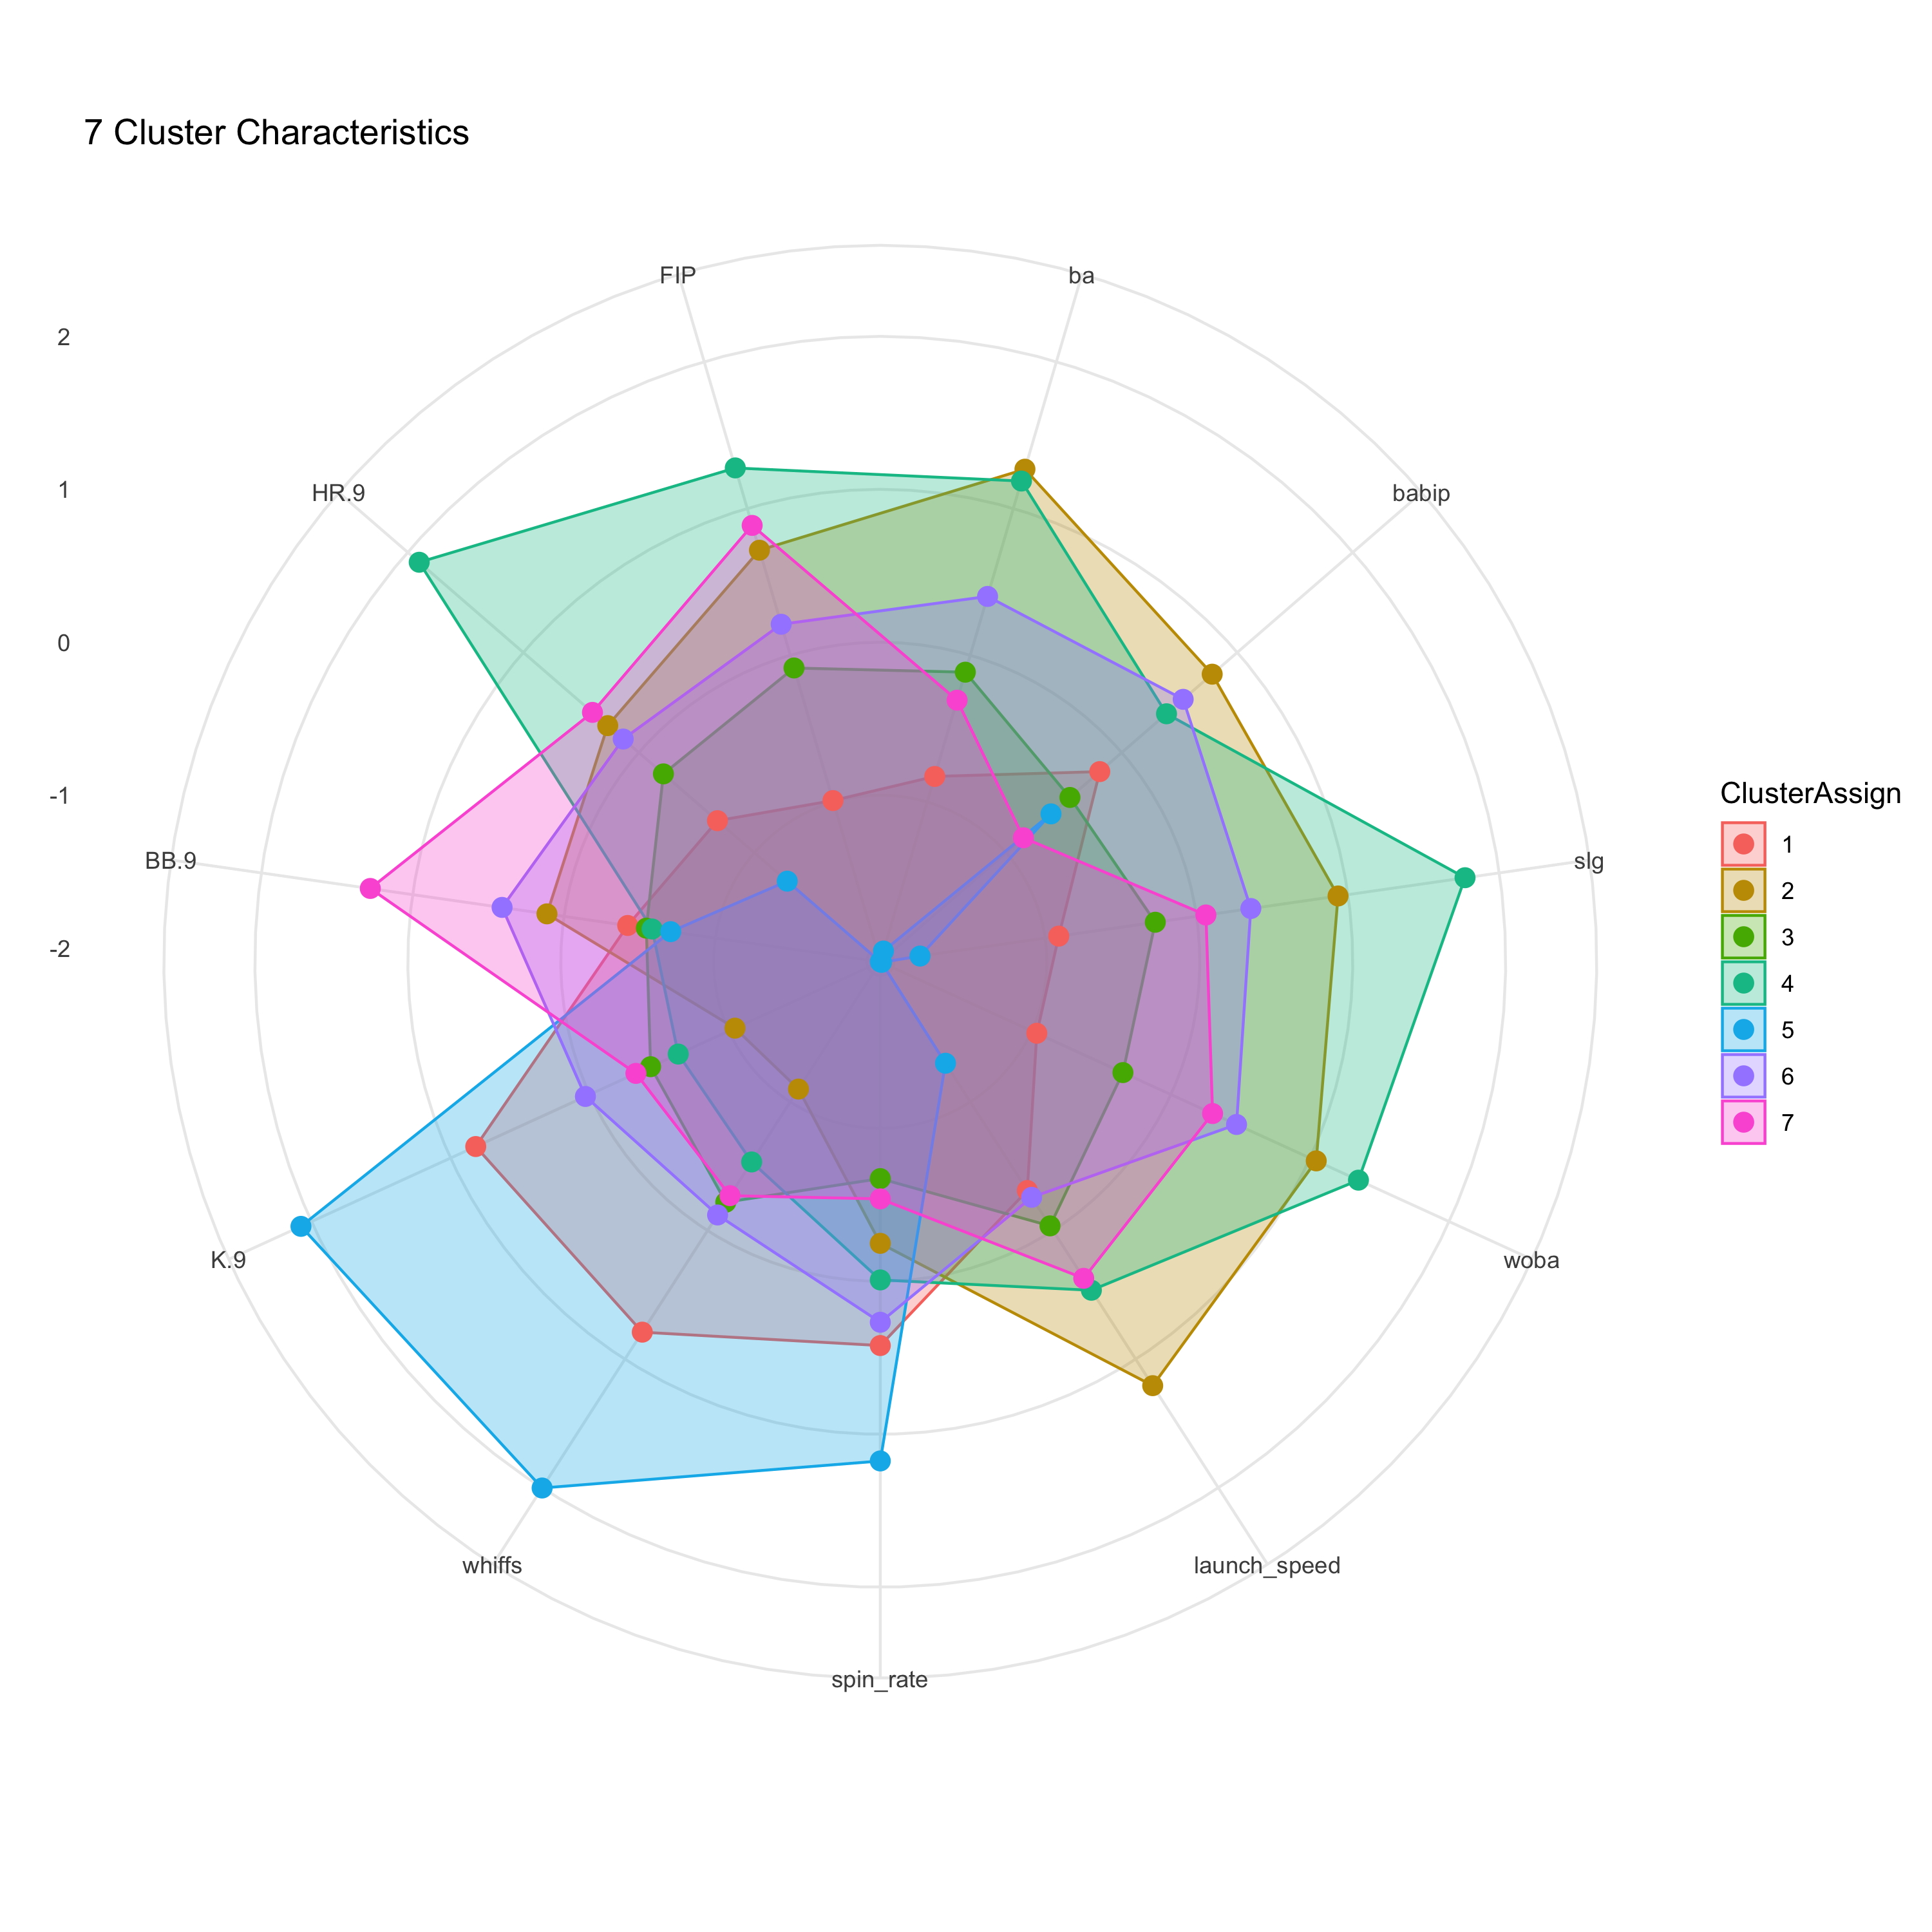 7 Cluster Characteristics
FIP
ba
2
HR.9
1
babip
0
-1
BB.9
slg
-2
K.9
woba
whiffs
launch_speed
spin_rate
ClusterAssign
1
2
3
4
5
6
7